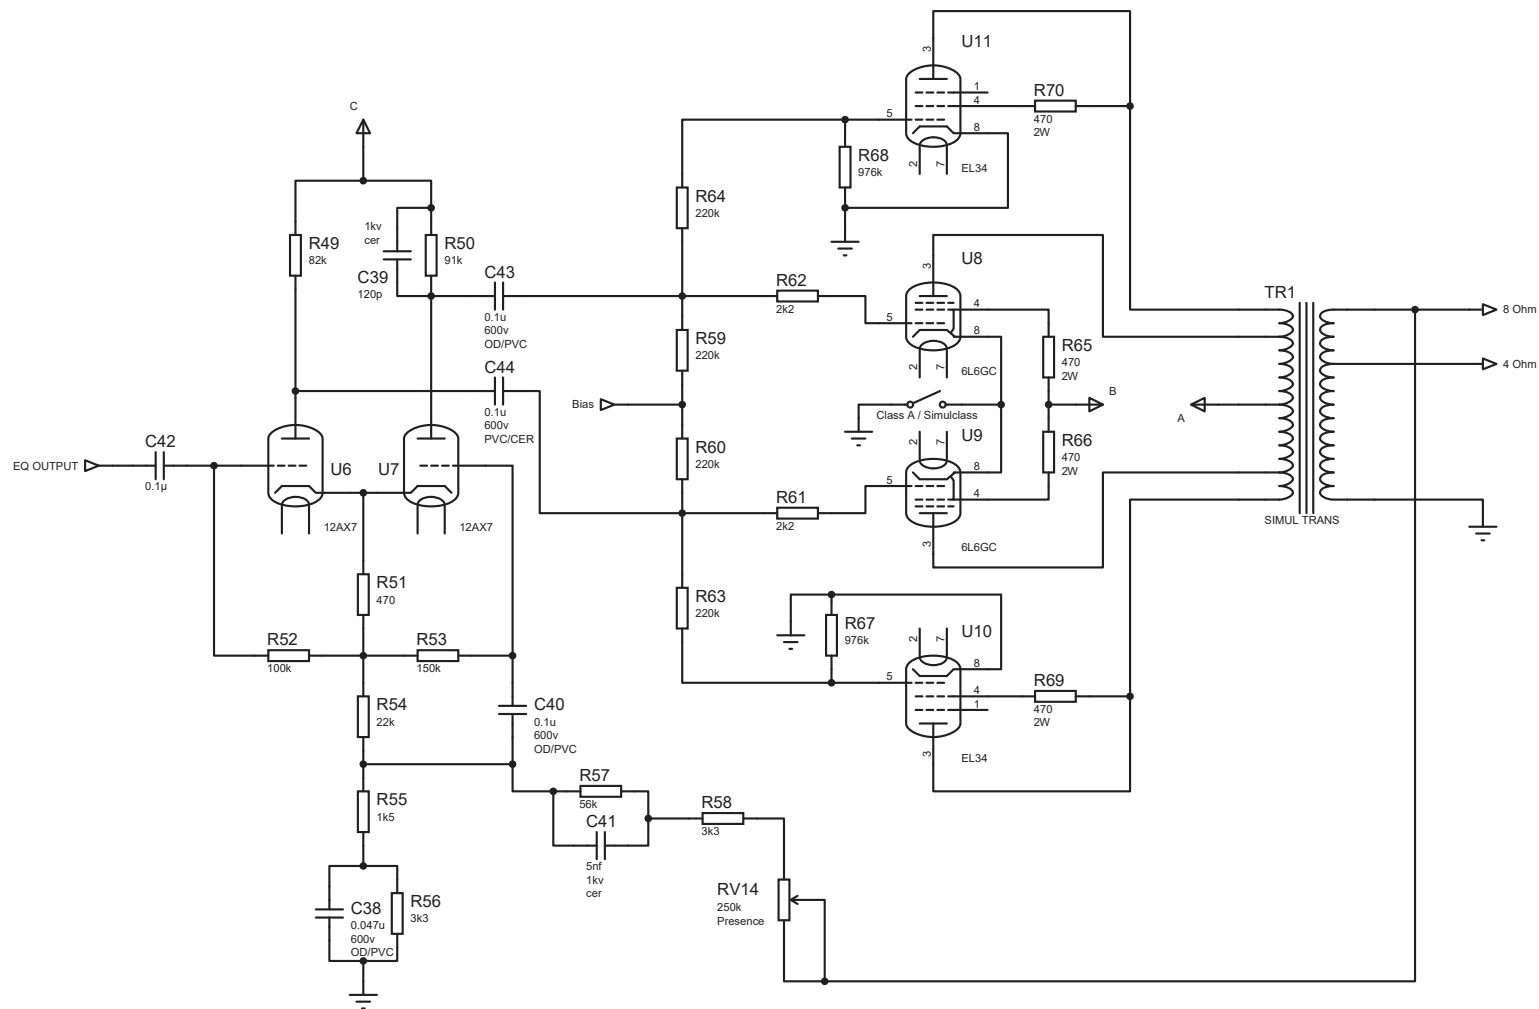 U11
3
1
4
R70
470
2W
5
8
2
7
EL34
C
R68
976k
R64
220k
1kv
cer
R49
82k
R50
91k
C39
120p
C43
0.1u
600v
OD/PVC
R62
2k2
U8
3
4
5
8
2
7
6L6GC
R65
470
2W
TR1
8 Ohm
4 Ohm
R59
220k
C44
0.1u
600v
PVC/CER
Bias
Class A / Simulclass
B
A
U9
2
7
8
5
4
3
6L6GC
R66
470
2W
SIMUL TRANS
R60
220k
R61
2k2
EQ OUTPUT
C42
0.1µ
U6
U7
12AX7
12AX7
R51
470
R63
220k
R67
976k
U10
2
7
8
5
4
1
3
EL34
R69
470
2W
R52
100k
R53
150k
R54
22k
C40
0.1u
600v
OD/PVC
R55
1k5
R57
56k
C41
5nf
1kv
cer
R58
3k3
RV14
250k
Presence
C38
0.047u
600v
OD/PVC
R56
3k3